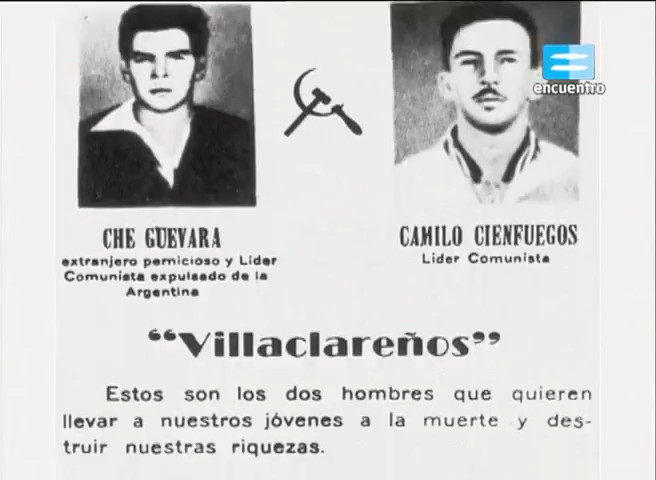 encuentro
CHE GUEVARA
extranjero pernicioso y Lider
Comunista expulsado de la
Argentina
CAMILO CIENFUEGOS
Lider Comunista
“Villaclareños”
Estos son los dos hombres que quieren
llevar a nuestros jóvenes a la muerte y des-
truir nuestras riquezas.